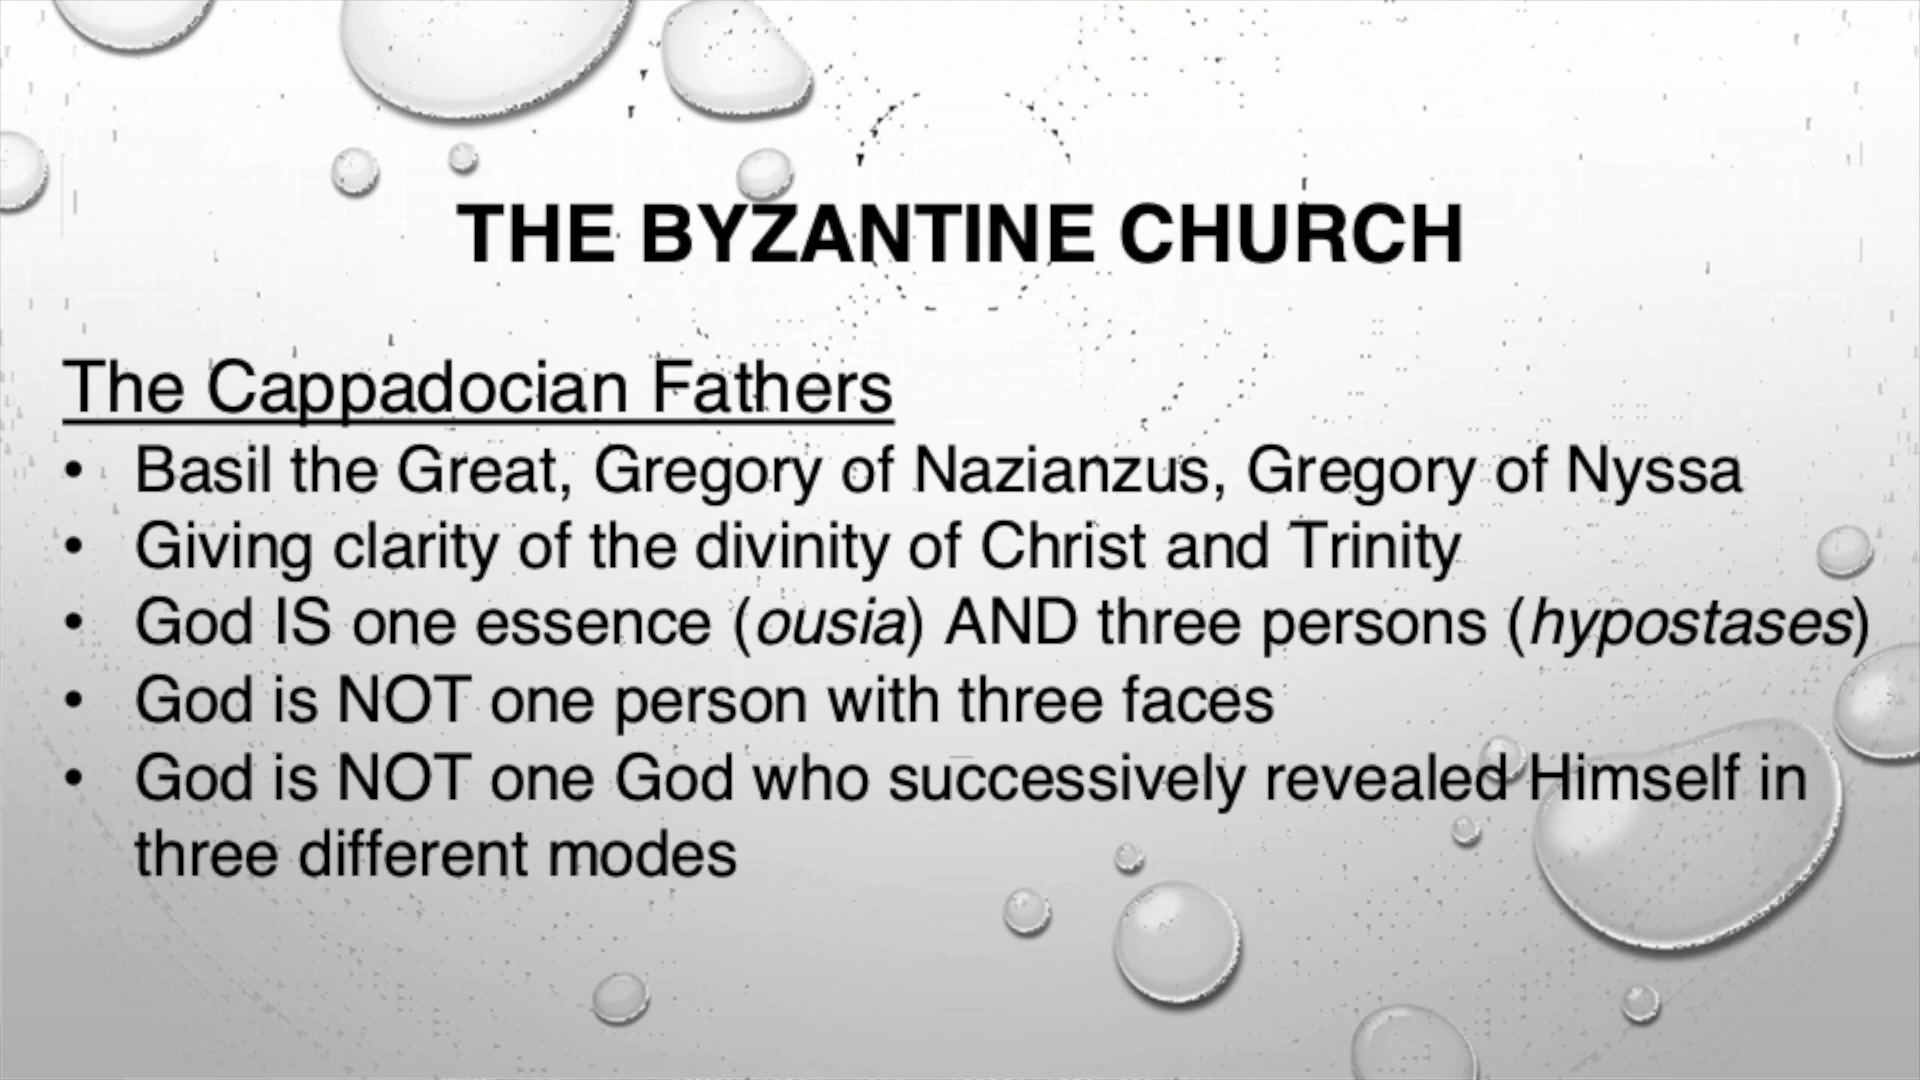 THE BYZANTINE CHURCH
The Cappadocian Fathers
• Basil the Great, Gregory of Nazianzus, Gregory of Nyssa
• Giving clarity of the divinity of Christ and Trinity
• God IS one essence (ousia) AND three persons (hypostases)
• God is NOT one person with three faces
• God is NOT one God who successively revealed Himself in
three different modes